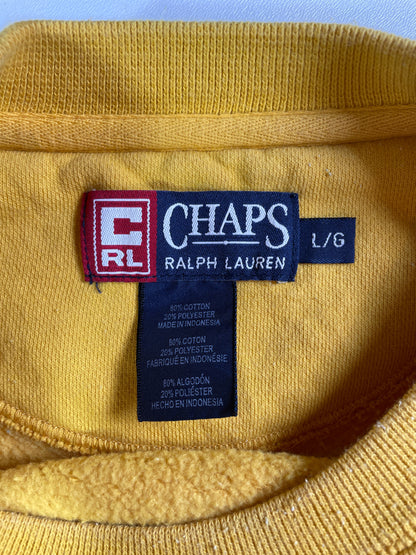 C
RL
CHAPS
RALPH LAUREN
L/G
80% COTTON
20% POLYESTER
MADE IN INDONESIA
80% COTON
20% POLYESTER
FABRIQUÉ EN INDONÉSIE
80% ALGODÓN
20% POLIÉSTER
HECHO EN INDONESIA